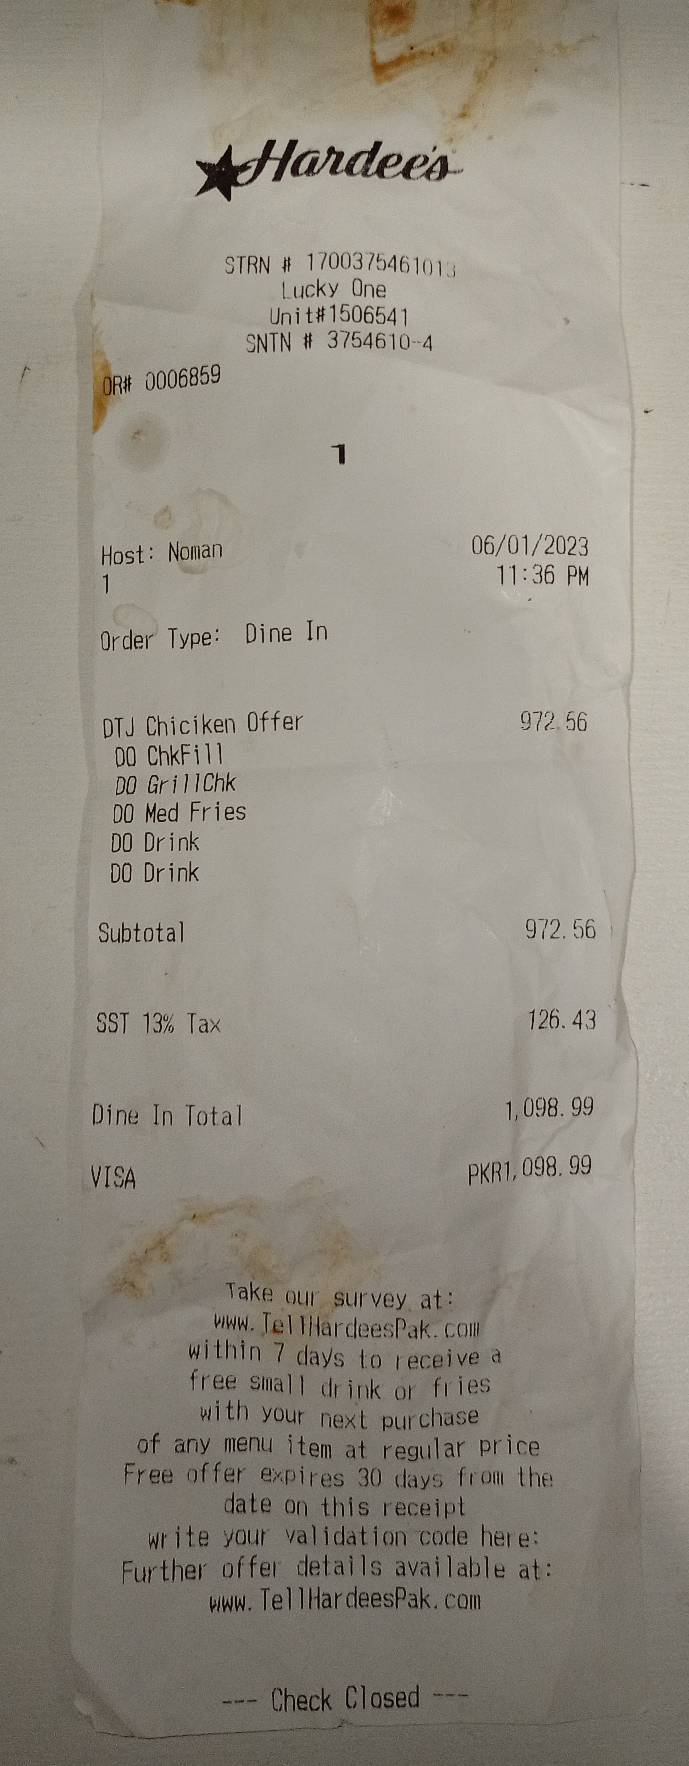 Hardee's
STRN # 1700375461013
Lucky One
Unit#1506541
SNTN # 3754610-4
OR# 0006859
1
Host: Noman 06/01/2023
1 11:36 PM
Order Type: Dine In
DTJ Chiciken Offer 972.56
DO ChkFill
DO GrillChk
DO Med Fries
DO Drink
DO Drink
Subtotal 972.56
SST 13% Tax 126.43
Dine In Total 1,098.99
VISA PKR1,098.99
Take our survey at:
www.TellHardeesPak.com
within 7 days to receive a
free small drink or fries
with your next purchase
of any menu item at regular price
Free offer expires 30 days from the
date on this receipt
write your validation code here:
Further offer details available at:
www.TellHardeesPak.com
--- Check Closed ---